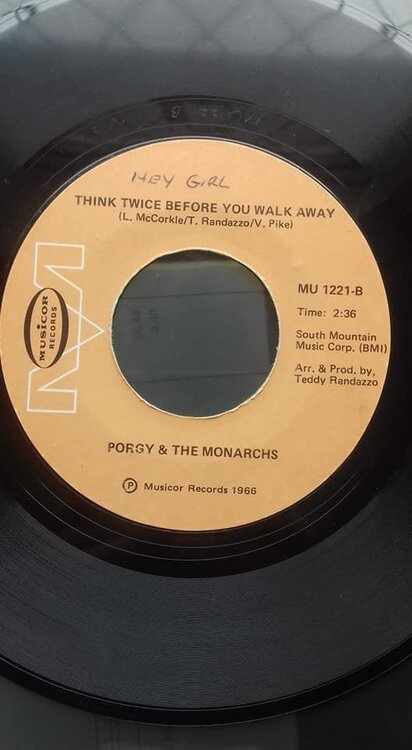 HEY GIRL
THINK TWICE BEFORE YOU WALK AWAY
(L. McCorkle/T. Randazzo/V. Pike)
MU 1221-B
Time: 2:36
South Mountain
Music Corp. (BMI)
Arr. & Prod. by,
Teddy Randazzo
MUSICOR
RECORDS
PORGY & THE MONARCHS
Ⓟ Musicor Records 1966